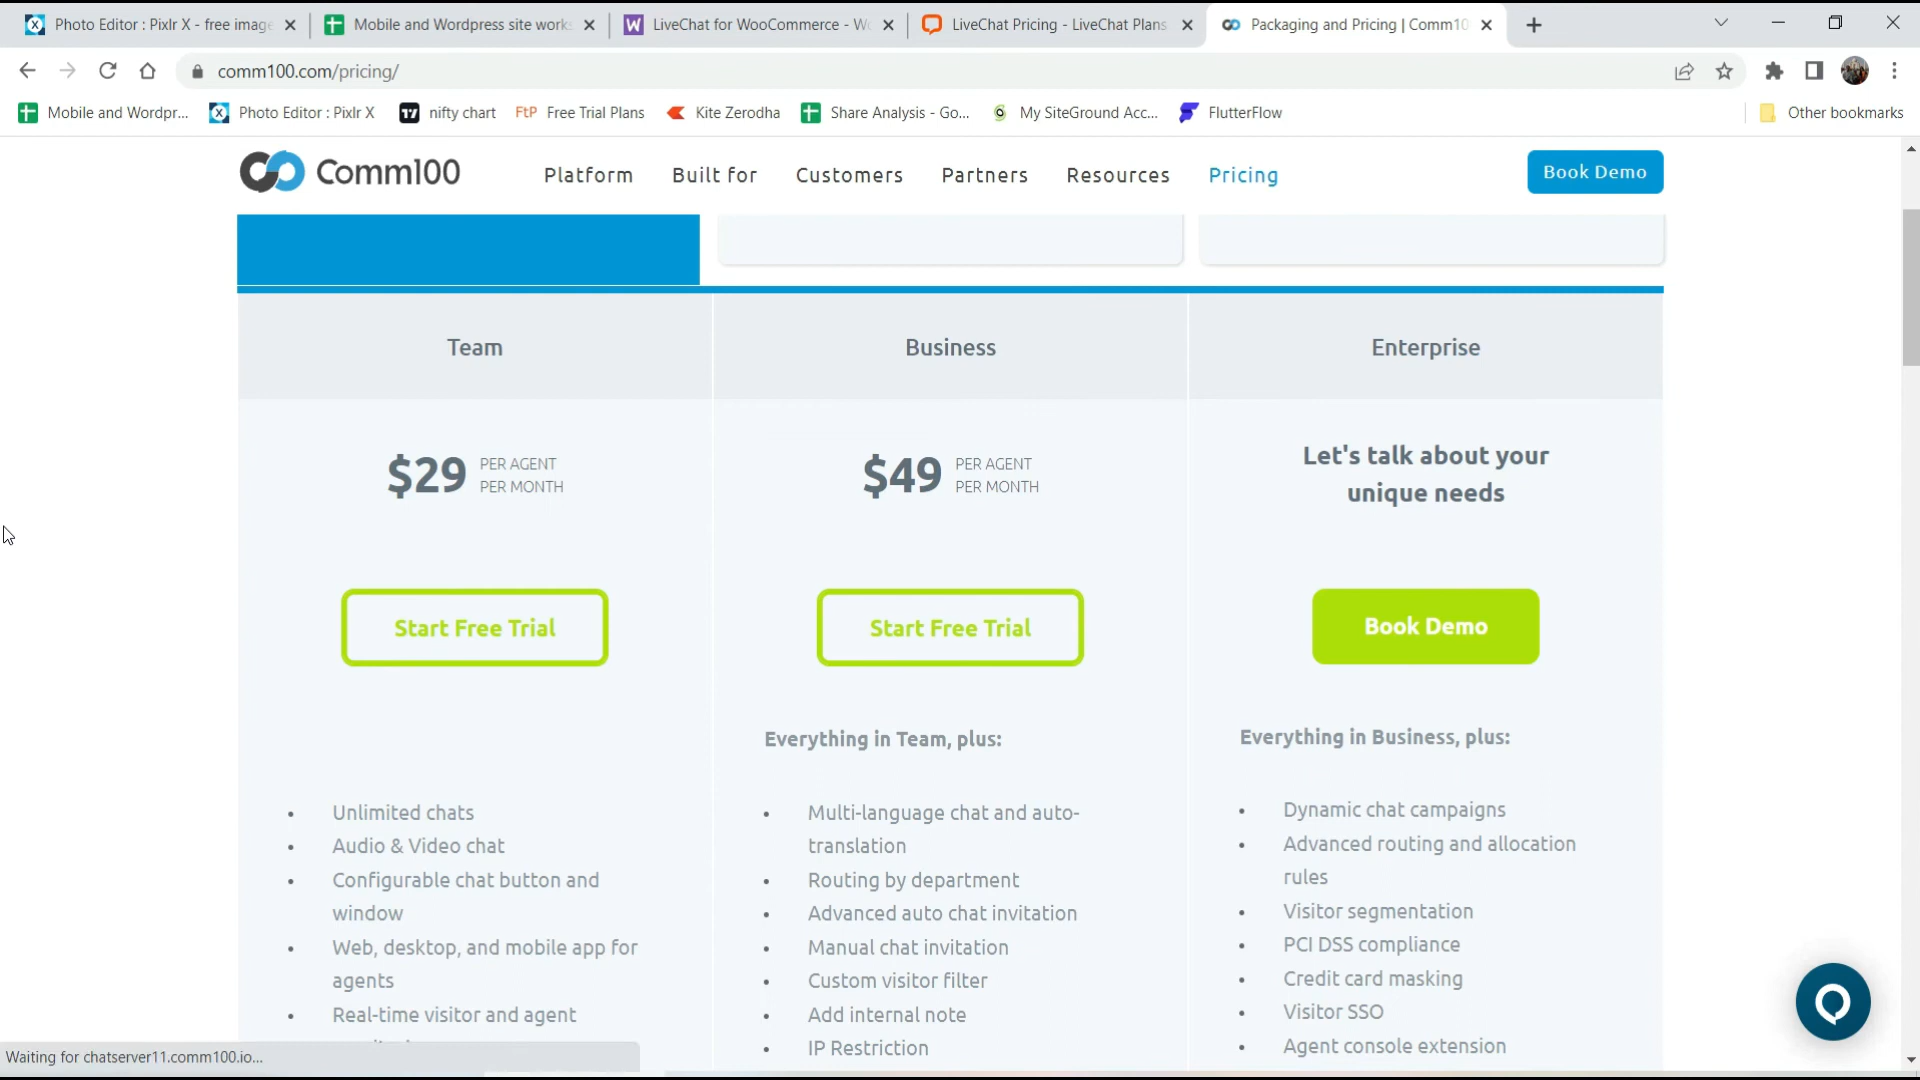 Photo Editor : Pixlr X - free image
Mobile and Wordpress site works
LiveChat for WooCommerce - Wo
LiveChat Pricing - LiveChat Plans
Packaging and Pricing | Comm10
comm100.com/pricing/
Mobile and Wordpr...
Photo Editor : Pixlr X
nifty chart
FtP Free Trial Plans
Kite Zerodha
Share Analysis - Go...
My SiteGround Acc...
FlutterFlow
Other bookmarks
Comm100
Platform
Built for
Customers
Partners
Resources
Pricing
Book Demo
Team
Business
Enterprise
$29 PER AGENT
PER MONTH
$49 PER AGENT
PER MONTH
Let's talk about your
unique needs
Start Free Trial
Start Free Trial
Book Demo
Everything in Team, plus:
Everything in Business, plus:
• Unlimited chats
• Audio & Video chat
• Configurable chat button and
window
• Web, desktop, and mobile app for
agents
• Real-time visitor and agent
• Multi-language chat and auto-
translation
• Routing by department
• Advanced auto chat invitation
• Manual chat invitation
• Custom visitor filter
• Add internal note
• IP Restriction
• Dynamic chat campaigns
• Advanced routing and allocation
rules
• Visitor segmentation
• PCI DSS compliance
• Credit card masking
• Visitor SSO
• Agent console extension
Waiting for chatserver11.comm100.io...